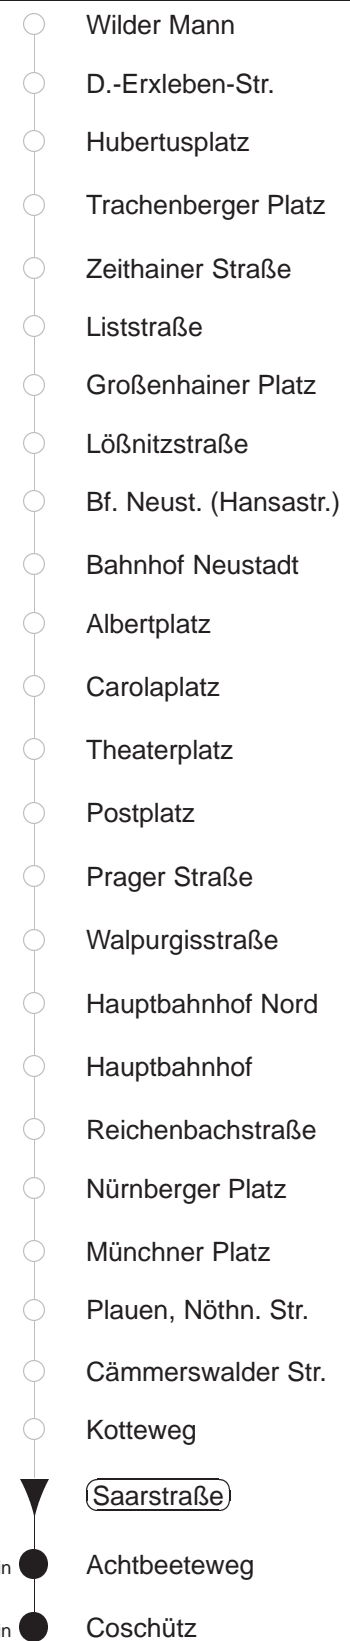 Wilder Mann
D.-Erxleben-Str.
Hubertusplatz
Trachenberger Platz
Zeithainer Straße
Liststraße
Großenhainer Platz
Lößnitzstraße
Bf. Neust. (Hansastr.)
Bahnhof Neustadt
Albertplatz
Carolaplatz
Theaterplatz
Postplatz
Prager Straße
Walpurgisstraße
Hauptbahnhof Nord
Hauptbahnhof
Reichenbachstraße
Nürnberger Platz
Münchner Platz
Plauen, Nöthn. Str.
Cämmerswalder Str.
Kotteweg
Saarstraße
Achtbeeteweg
Coschütz